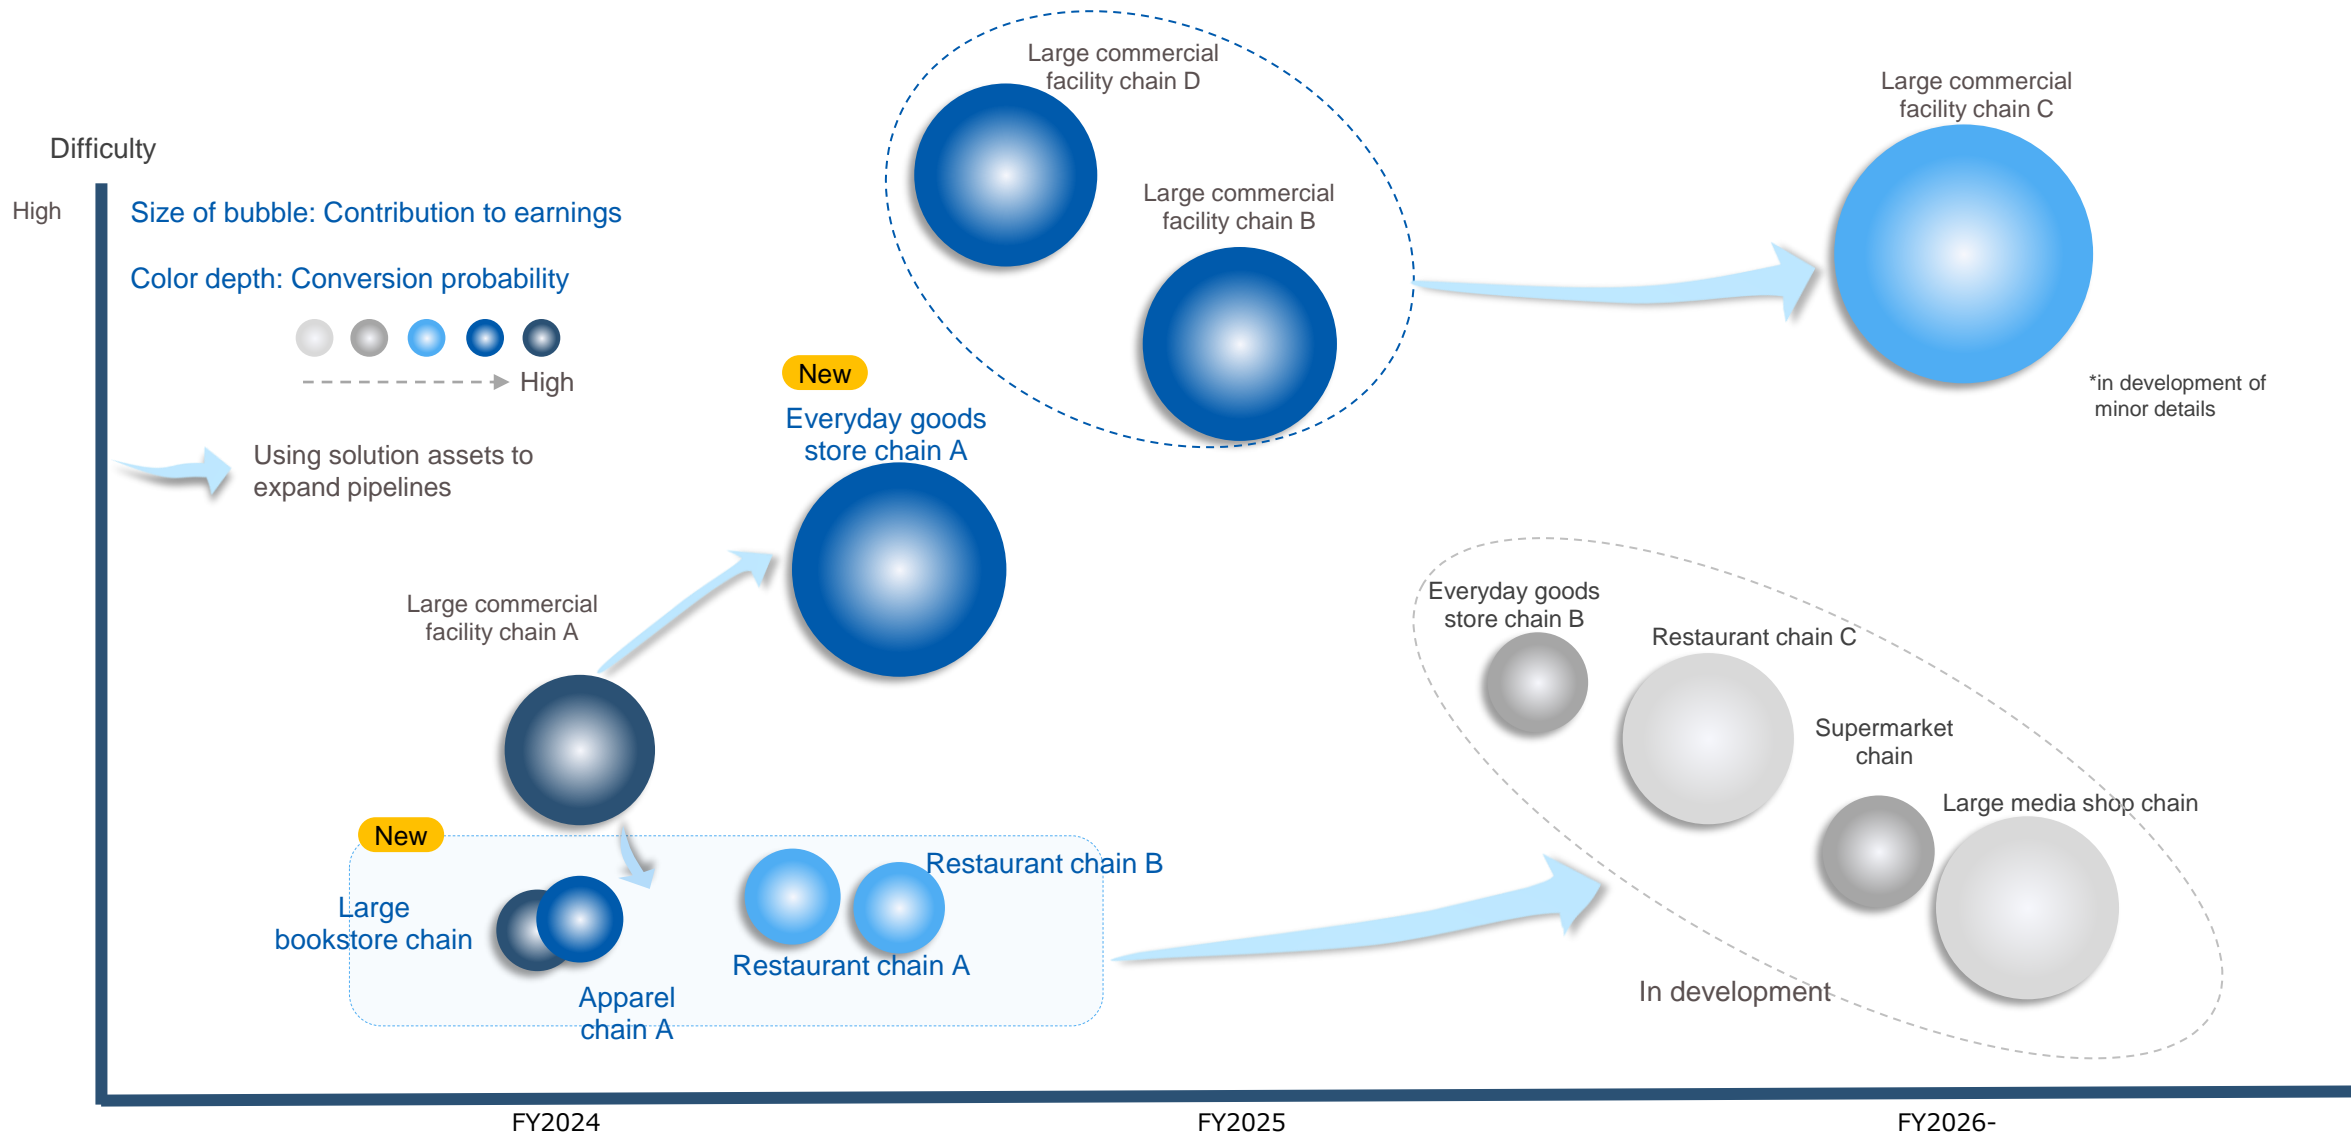 Large commercial
facility chain D
Large commercial
facility chain C
Difficulty
High
Size of bubble: Contribution to earnings
Large commercial
facility chain B
Color depth: Conversion probability
High
New
Everyday goods
store chain A
*in development of
minor details
Using solution assets to
expand pipelines
Large commercial
facility chain A
Everyday goods
store chain B
Restaurant chain C
Supermarket
chain
Large media shop chain
New
Restaurant chain B
Large
bookstore chain
Restaurant chain A
Apparel
chain A
In development
FY2024
FY2025
FY2026-